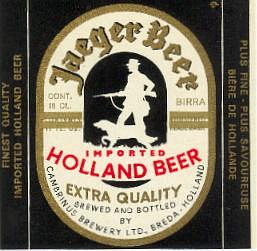 Jaeger Beer
CONT.
18 CL.
BIRRA
IMPORTED
HOLLAND BEER
EXTRA QUALITY
BREWED AND BOTTLED
BY
CAMBRINUS BREWERY LTD., BREDA-HOLLAND
FINEST QUALITY
IMPORTED HOLLAND BEER
PLUS FINE - PLUS SAVOUREUSE
BIÈRE DE HOLLANDE